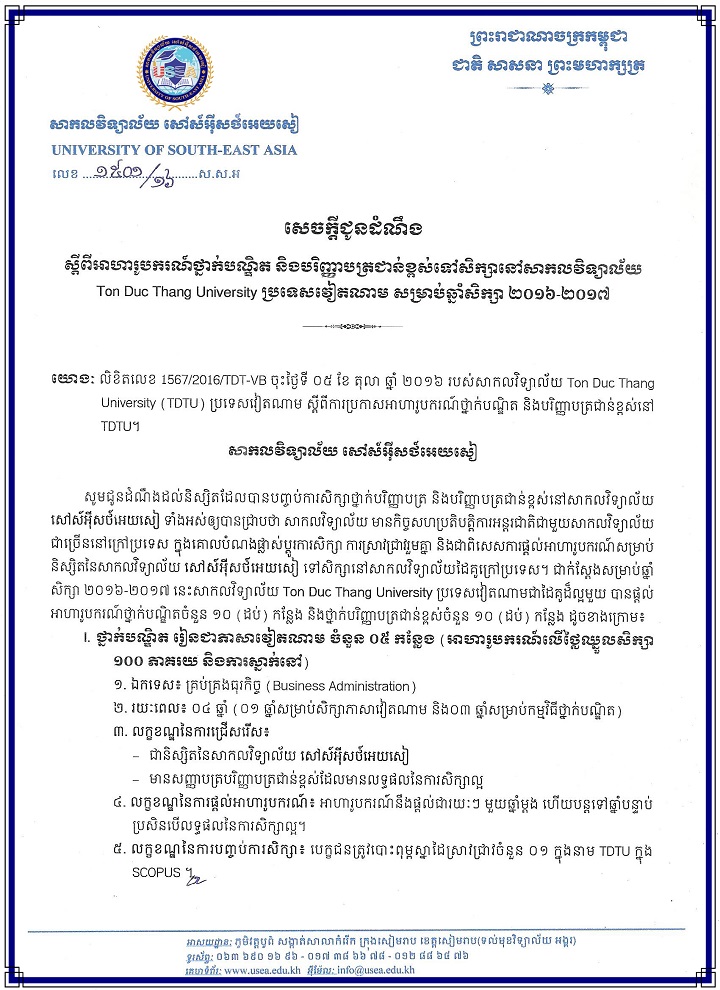 ព្រះរាជាណាចក្រកម្ពុជា
ជាតិ សាសនា ព្រះមហាក្សត្រ
សាកលវិទ្យាល័យ សៅស៍អ៊ីសថ៍អេយសៀ
UNIVERSITY OF SOUTH-EAST ASIA
លេខ ១៥០១/១៦ ស.ស.អ
សេចក្តីជូនដំណឹង
ស្តីពីអាហារូបករណ៍ថ្នាក់បណ្ឌិត និងបរិញ្ញាបត្រជាន់ខ្ពស់ទៅសិក្សានៅសាកលវិទ្យាល័យ
Ton Duc Thang University ប្រទេសវៀតណាម សម្រាប់ឆ្នាំសិក្សា ២០១៦-២០១៧
យោង: លិខិតលេខ 1567/2016/TDT-VB ចុះថ្ងៃទី ០៥ ខែ តុលា ឆ្នាំ ២០១៦ របស់សាកលវិទ្យាល័យ Ton Duc Thang
University (TDTU) ប្រទេសវៀតណាម ស្តីពីការប្រកាសអាហារូបករណ៍ថ្នាក់បណ្ឌិត និងបរិញ្ញាបត្រជាន់ខ្ពស់នៅ
TDTU។
សាកលវិទ្យាល័យ សៅស៍អ៊ីសថ៍អេយសៀ
សូមជូនដំណឹងដល់និស្សិតដែលបានបញ្ចប់ការសិក្សាថ្នាក់បរិញ្ញាបត្រ និងបរិញ្ញាបត្រជាន់ខ្ពស់នៅសាកលវិទ្យាល័យ
សៅស៍អ៊ីសថ៍អេយសៀ ទាំងអស់ឲ្យបានជ្រាបថា សាកលវិទ្យាល័យ មានកិច្ចសហប្រតិបត្តិការអន្តរជាតិជាមួយសាកលវិទ្យាល័យ
ជាច្រើននៅក្រៅប្រទេស ក្នុងគោលបំណងផ្លាស់ប្តូរការសិក្សា ការស្រាវជ្រាវរួមគ្នា និងជាពិសេសការផ្តល់អាហារូបករណ៍សម្រាប់
និស្សិតនៃសាកលវិទ្យាល័យ សៅស៍អ៊ីសថ៍អេយសៀ ទៅសិក្សានៅសាកលវិទ្យាល័យដៃគូក្រៅប្រទេស។ ជាក់ស្តែងសម្រាប់ឆ្នាំ
សិក្សា ២០១៦-២០១៧ នេះសាកលវិទ្យាល័យ Ton Duc Thang University ប្រទេសវៀតណាមជាដៃគូដ៏ល្អមួយ បានផ្តល់
អាហារូបករណ៍ថ្នាក់បណ្ឌិតចំនួន ១០ (ដប់) កន្លែង និងថ្នាក់បរិញ្ញាបត្រជាន់ខ្ពស់ចំនួន ១០ (ដប់) កន្លែង ដូចខាងក្រោម៖
I. ថ្នាក់បណ្ឌិត រៀនជាភាសាវៀតណាម ចំនួន ០៥ កន្លែង (អាហារូបករណ៍លើថ្លៃឈ្នួលសិក្សា
១០០ ភាគរយ និងការស្នាក់នៅ)
១. ឯកទេស៖ គ្រប់គ្រងធុរកិច្ច (Business Administration)
២. រយៈពេល៖ ០៤ ឆ្នាំ (០១ ឆ្នាំសម្រាប់សិក្សាភាសាវៀតណាម និង០៣ ឆ្នាំសម្រាប់កម្មវិធីថ្នាក់បណ្ឌិត)
៣. លក្ខខណ្ឌនៃការជ្រើសរើស៖
– ជានិស្សិតនៃសាកលវិទ្យាល័យ សៅស៍អ៊ីសថ៍អេយសៀ
– មានសញ្ញាបត្របរិញ្ញាបត្រជាន់ខ្ពស់ដែលមានលទ្ធផលនៃការសិក្សាល្អ
៤. លក្ខខណ្ឌនៃការផ្តល់អាហារូបករណ៍៖ អាហារូបករណ៍នឹងផ្តល់ជារយៈៗ មួយឆ្នាំម្តង ហើយបន្តទៅឆ្នាំបន្ទាប់
ប្រសិនបើលទ្ធផលនៃការសិក្សាល្អ។
៥. លក្ខខណ្ឌនៃការបញ្ចប់ការសិក្សា៖ បេក្ខជនត្រូវបោះពុម្ពស្នាដៃស្រាវជ្រាវចំនួន ០១ ក្នុងនាម TDTU ក្នុង
SCOPUS ។
អាសយដ្ឋាន: ភូមិវត្តបូព៌ សង្កាត់សាលាកំរើក ក្រុងសៀមរាប ខេត្តសៀមរាប(ទល់មុខវិទ្យាល័យ អង្គរ)
ទូរស័ព្ទ: ០៦៣ ៦៩០ ១៦ ៩៦ - ០១៧ ៣៨ ៦៦ ៧៨ - ០១២ ៨៨ ៦៨ ៧៦
គេហទំព័រ: www.usea.edu.kh អ៊ីម៉ែល: info@usea.edu.kh